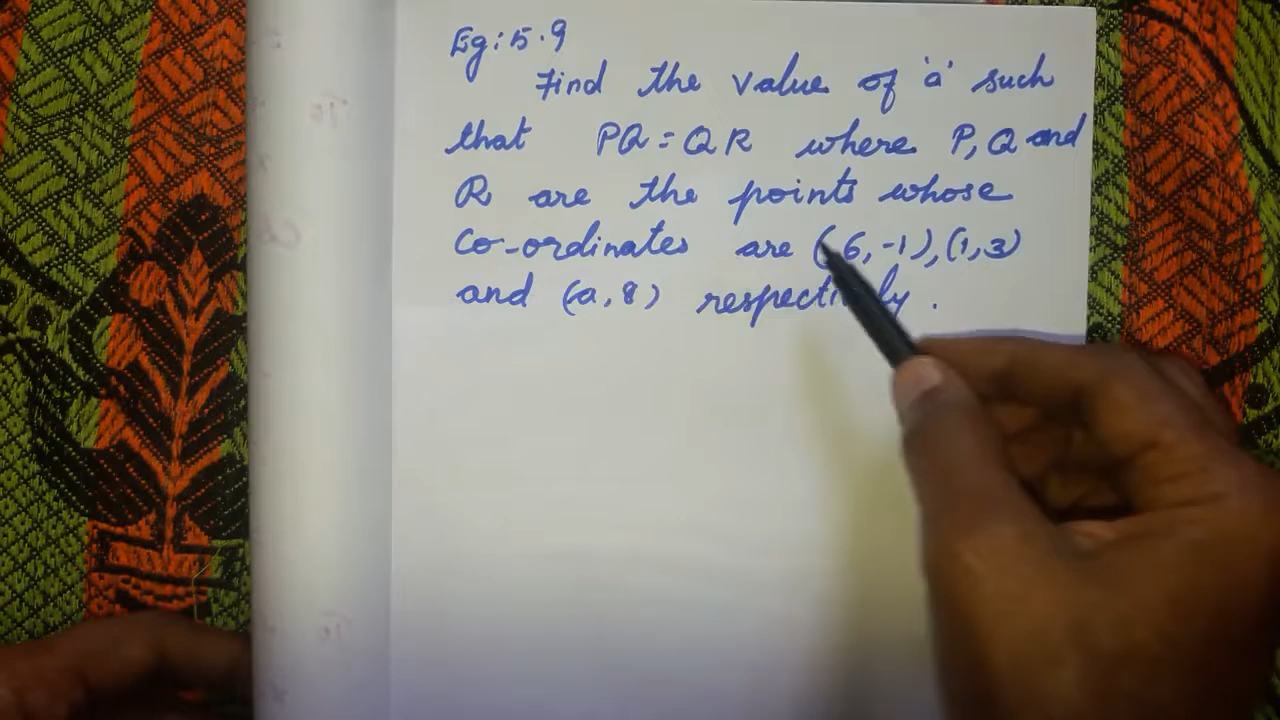 Eg: 5.9
Find the value of 'a' such
that PQ = QR where P, Q and
R are the points whose
co-ordinates are (6, -1), (1, 3)
and (a, 8) respectively.